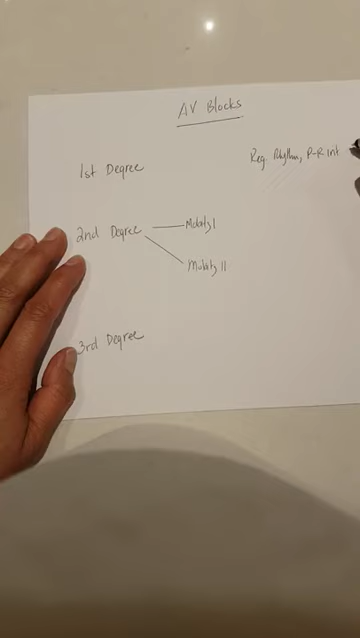 AV Blocks
1st Degree
Reg. Rhythm, P-R Int
2nd Degree
Mobitz I
Mobitz II
3rd Degree